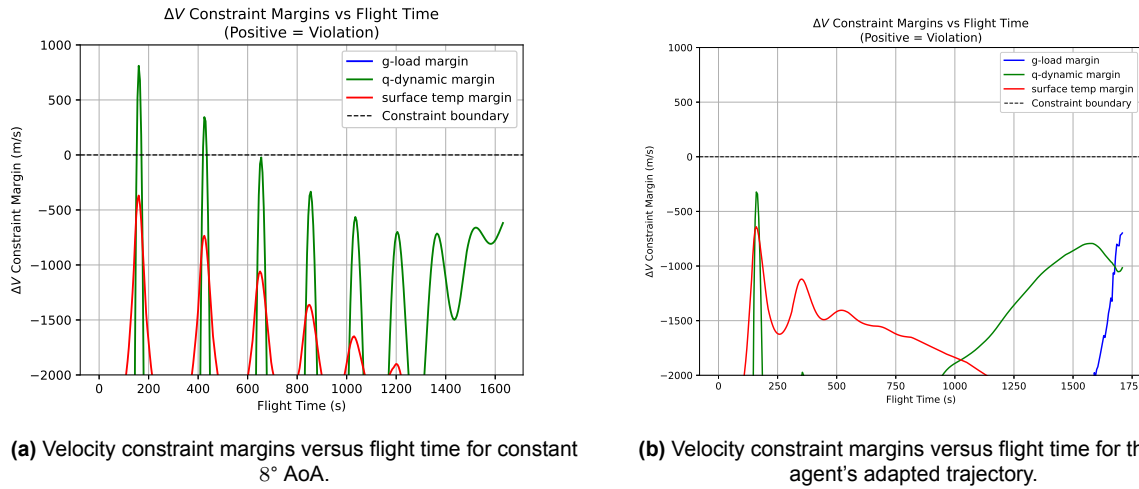 ΔV Constraint Margins vs Flight Time
(Positive = Violation)
1000
500
0
−500
−1000
−1500
−2000
ΔV Constraint Margin (m/s)
g-load margin
q-dynamic margin
surface temp margin
Constraint boundary
0 200 400 600 800 1000 1200 1400 1600
Flight Time (s)
(a) Velocity constraint margins versus flight time for constant
8° AoA.
ΔV Constraint Margins vs Flight Time
(Positive = Violation)
1000
500
0
−500
−1000
−1500
−2000
ΔV Constraint Margin (m/s)
g-load margin
q-dynamic margin
surface temp margin
Constraint boundary
0 250 500 750 1000 1250 1500 175
Flight Time (s)
(b) Velocity constraint margins versus flight time for th
agent's adapted trajectory.